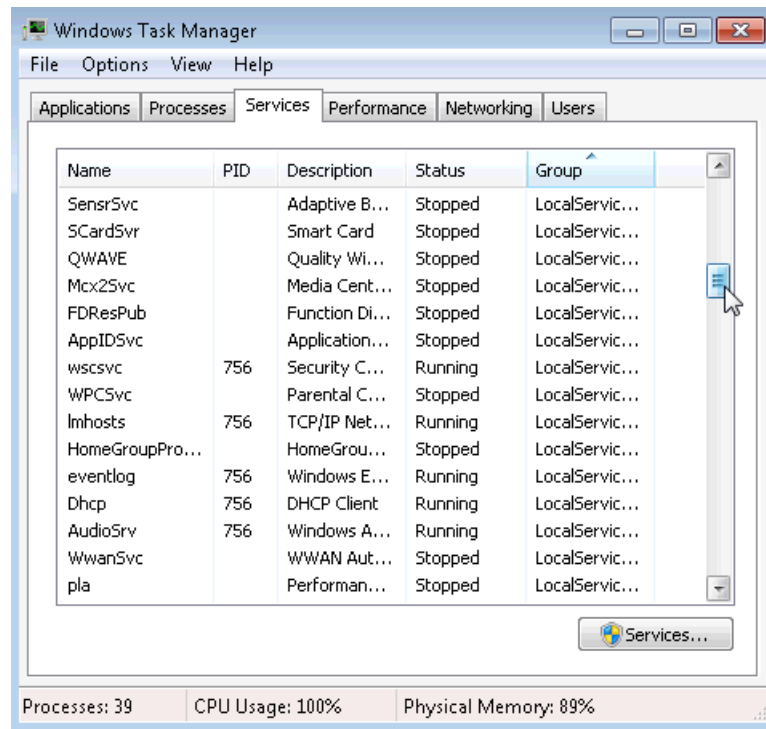 Windows Task Manager
File Options View Help
Applications Processes Services Performance Networking Users
Name PID Description Status Group
SensrSvc Adaptive B... Stopped LocalServic...
SCardSvr Smart Card Stopped LocalServic...
QWAVE Quality Wi... Stopped LocalServic...
Mcx2Svc Media Cent... Stopped LocalServic...
FDResPub Function Di... Stopped LocalServic...
AppIDSvc Application... Stopped LocalServic...
wscsvc 756 Security C... Running LocalServic...
WPCSvc Parental C... Stopped LocalServic...
lmhosts 756 TCP/IP Net... Running LocalServic...
HomeGroupPro... HomeGrou... Stopped LocalServic...
eventlog 756 Windows E... Running LocalServic...
Dhcp 756 DHCP Client Running LocalServic...
AudioSrv 756 Windows A... Running LocalServic...
WwanSvc WWAN Aut... Stopped LocalServic...
pla Performan... Stopped LocalServic...
Services...
Processes: 39 CPU Usage: 100% Physical Memory: 89%